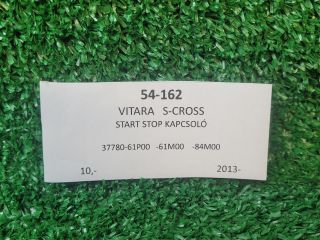 54-162
VITARA S-CROSS
START STOP KAPCSOLÓ
37780-61P00 -61M00 -84M00
10,- 2013-